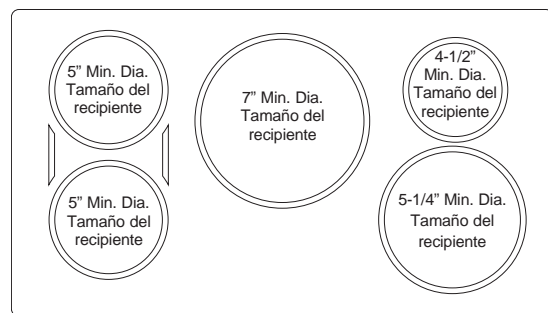 5” Min. Dia.
Tamaño del
recipiente
5” Min. Dia.
Tamaño del
recipiente
7” Min. Dia.
Tamaño del
recipiente
4-1/2”
Min. Dia.
Tamaño del
recipiente
5-1/4” Min. Dia.
Tamaño del
recipiente